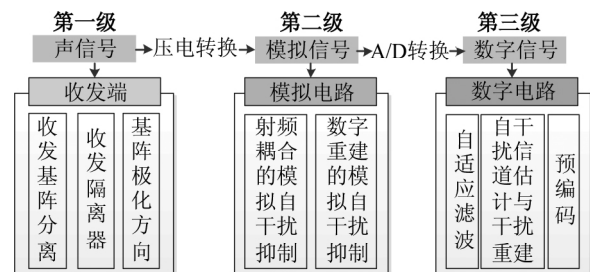 第一级
第二级
第三级
声信号
压电转换
模拟信号
A/D转换
数字信号
收发端
模拟电路
数字电路
收发基阵分离
收发隔离器
基阵极化方向
射频耦合的模拟自干扰抑制
数字重建的模拟自干扰抑制
自适应滤波
自干扰信道估计与干扰重建
预编码